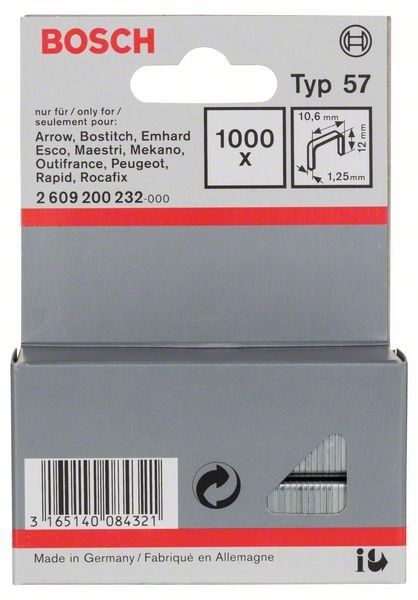 BOSCH
Typ 57
nur für / only for /
seulement pour:
Arrow, Bostitch, Emhard
Esco, Maestri, Mekano,
Outifrance, Peugeot,
Rapid, Rocafix
2 609 200 232-000
1000
x
10,6 mm
12 mm
1,25mm
3 165140 084321
Made in Germany / Fabriqué en Allemagne